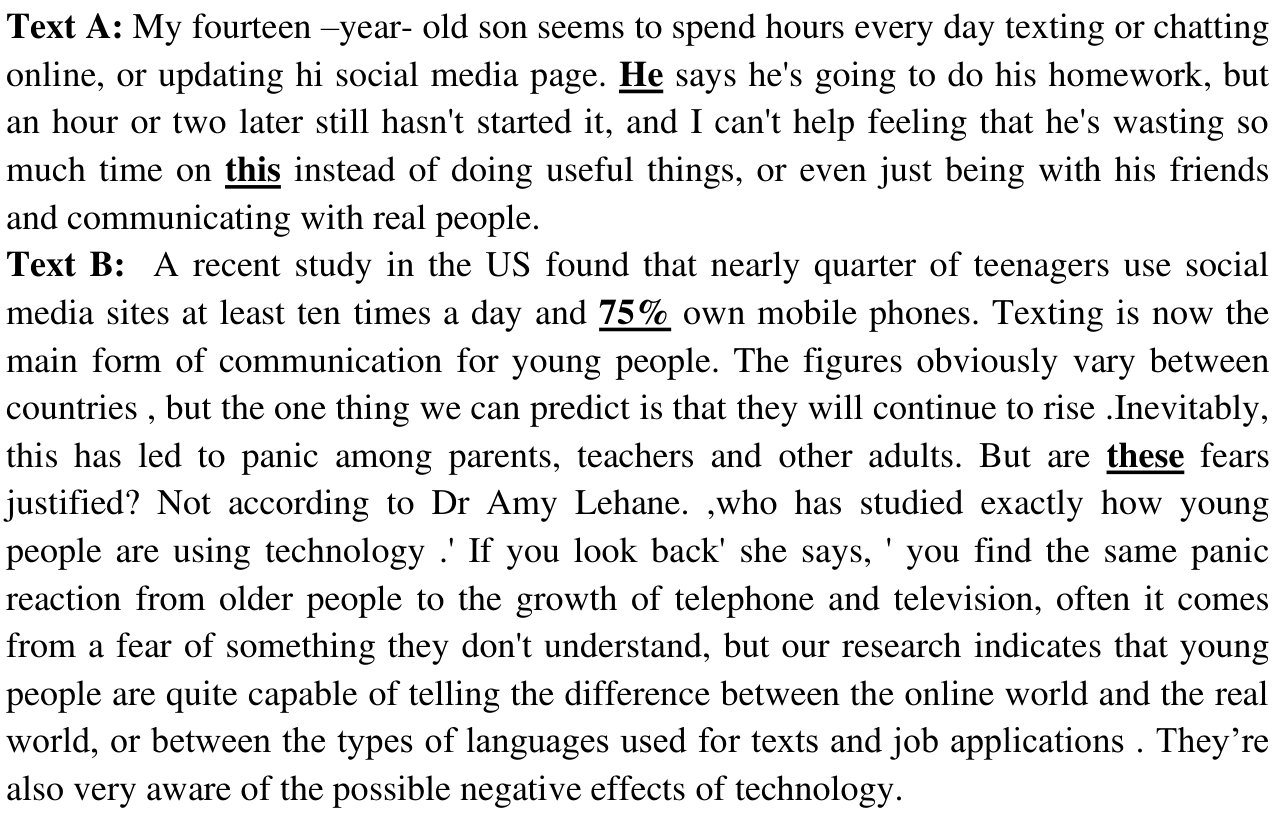 Text A: My fourteen –year- old son seems to spend hours every day texting or chatting
online, or updating hi social media page. He says he's going to do his homework, but
an hour or two later still hasn't started it, and I can't help feeling that he's wasting so
much time on this instead of doing useful things, or even just being with his friends
and communicating with real people.
Text B: A recent study in the US found that nearly quarter of teenagers use social
media sites at least ten times a day and 75% own mobile phones. Texting is now the
main form of communication for young people. The figures obviously vary between
countries , but the one thing we can predict is that they will continue to rise .Inevitably,
this has led to panic among parents, teachers and other adults. But are these fears
justified? Not according to Dr Amy Lehane. ,who has studied exactly how young
people are using technology .' If you look back' she says, ' you find the same panic
reaction from older people to the growth of telephone and television, often it comes
from a fear of something they don't understand, but our research indicates that young
people are quite capable of telling the difference between the online world and the real
world, or between the types of languages used for texts and job applications . They’re
also very aware of the possible negative effects of technology.